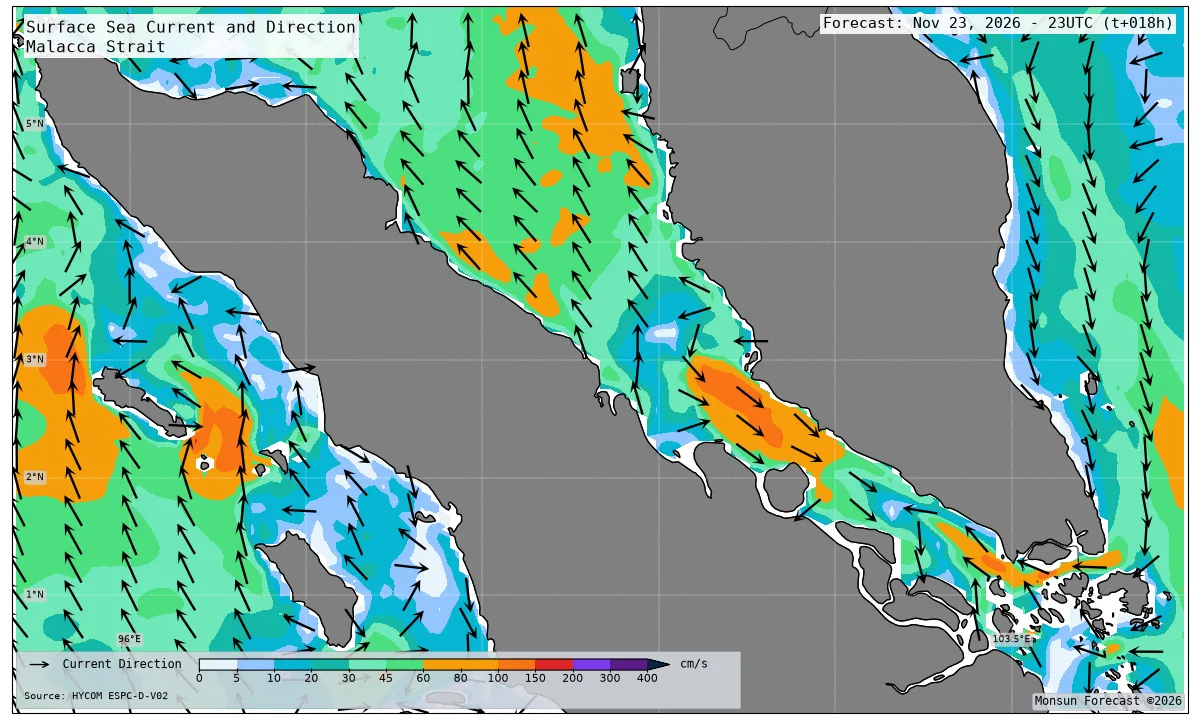 Surface Sea Current and Direction
Malacca Strait
Forecast: Nov 23, 2026 - 23UTC (t+018h)
5°N
4°N
3°N
2°N
1°N
96°E
103.5°E
Current Direction
0 5 10 20 30 45 60 80 100 150 200 300 400
cm/s
Source: HYCOM ESPC-D-V02
Monsun Forecast ©2026